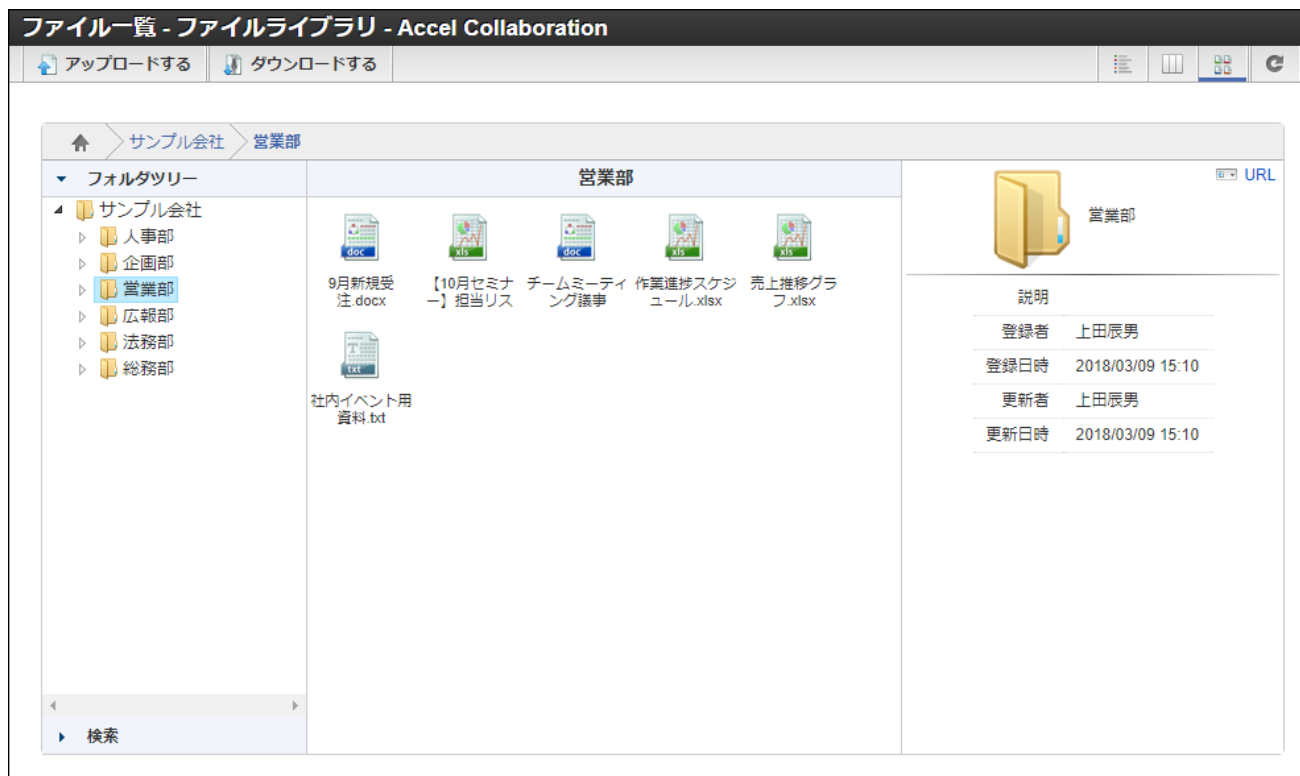 ファイル一覧 - ファイルライブラリ - Accel Collaboration
アップロードする ダウンロードする
サンプル会社 営業部
フォルダツリー
サンプル会社
人事部
企画部
営業部
広報部
法務部
総務部
検索
営業部
doc xls doc xls xls
9月新規受 【10月セミナ チームミーティ 作業進捗スケジ 売上推移グラ
注.docx ー】担当リス ング議事 ュール.xlsx フ.xlsx
T
txt
社内イベント用
資料.txt
URL
営業部
説明
登録者 上田辰男
登録日時 2018/03/09 15:10
更新者 上田辰男
更新日時 2018/03/09 15:10